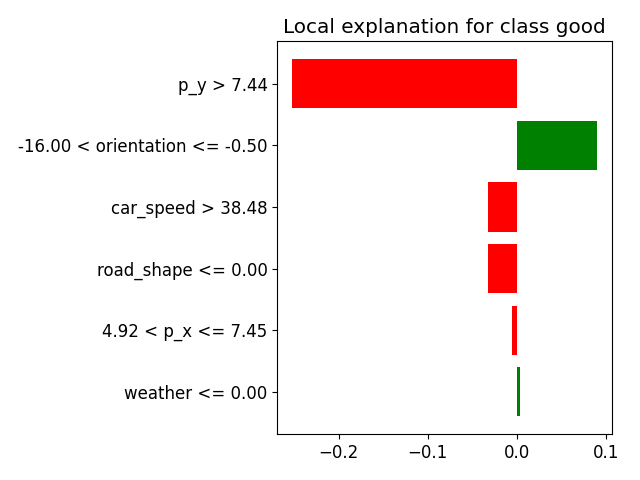 Local explanation for class good
p_y > 7.44
-16.00 < orientation <= -0.50
car_speed > 38.48
road_shape <= 0.00
4.92 < p_x <= 7.45
weather <= 0.00
−0.2 −0.1 0.0 0.1